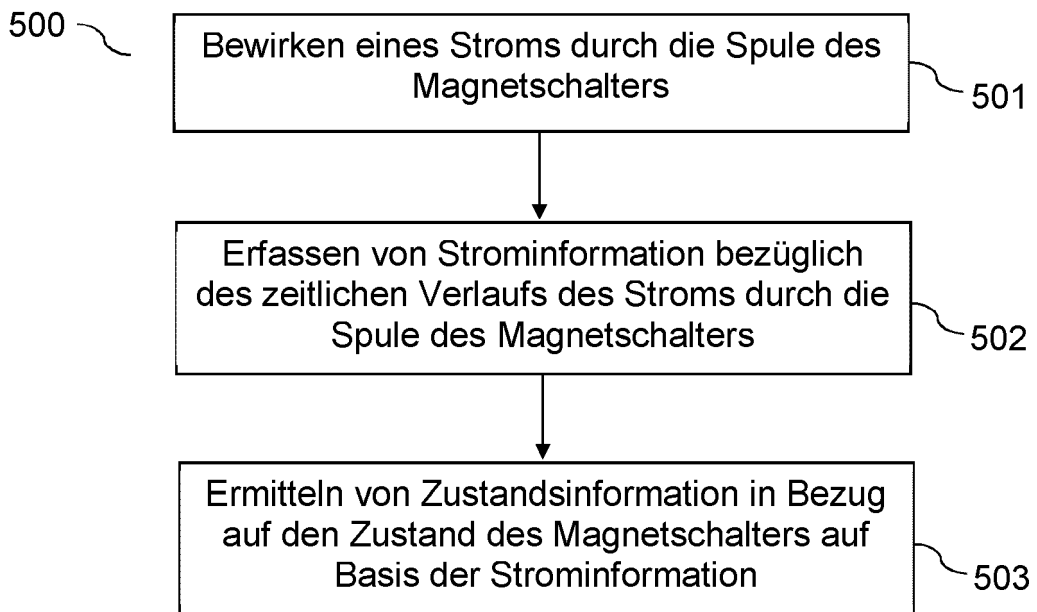 500
Bewirken eines Stroms durch die Spule des
Magnetschalters
501
Erfassen von Strominformation bezüglich
des zeitlichen Verlaufs des Stroms durch die
Spule des Magnetschalters
502
Ermitteln von Zustandsinformation in Bezug
auf den Zustand des Magnetschalters auf
Basis der Strominformation
503